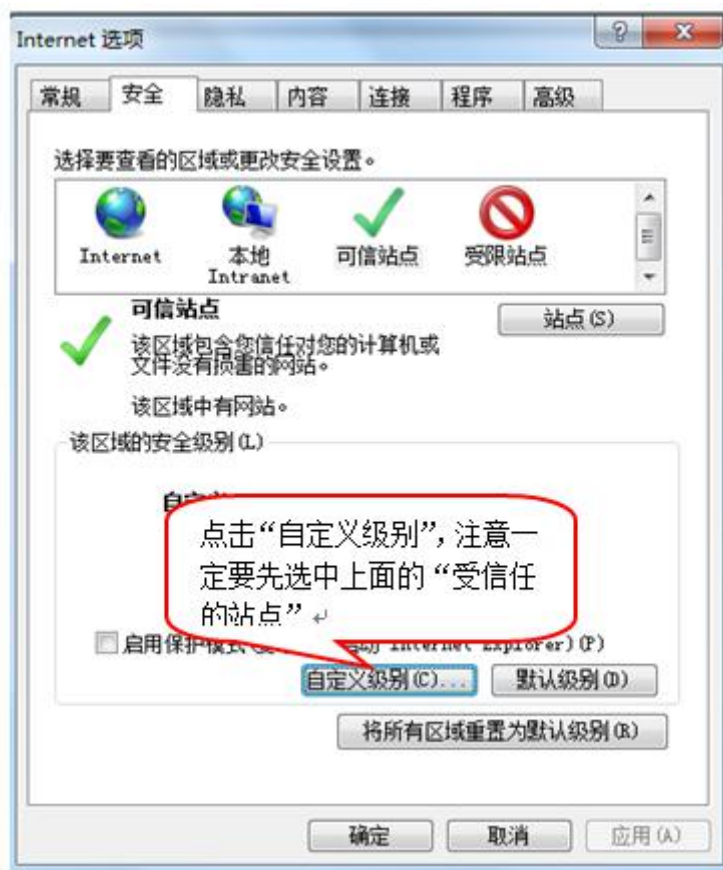 Internet 选项
常规 安全 隐私 内容 连接 程序 高级
选择要查看的区域或更改安全设置。
Internet 本地 可信站点 受限站点
Intranet
可信站点
站点(S)
该区域包含您信任对您的计算机或
文件没有损害的网站。
该区域中有网站。
该区域的安全级别(L)
点击“自定义级别”,注意一
定要先选中上面的“受信任
的站点”
启用保护模式 Internet Explorer)(P)
自定义级别(C)... 默认级别(D)
将所有区域重置为默认级别(R)
确定 取消 应用(A)